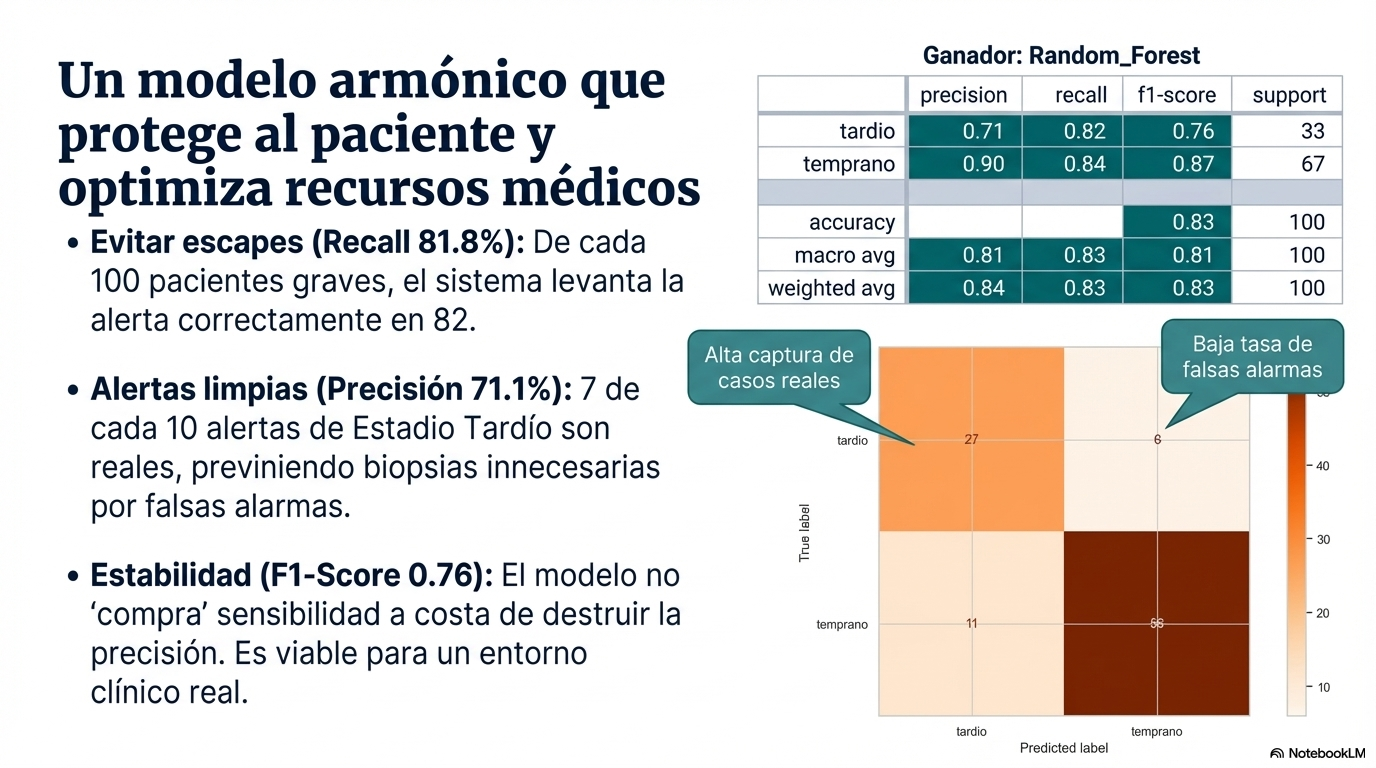 Un modelo armónico que
protege al paciente y
optimiza recursos médicos
• Evitar escapes (Recall 81.8%): De cada
100 pacientes graves, el sistema levanta la
alerta correctamente en 82.
• Alertas limpias (Precisión 71.1%): 7 de
cada 10 alertas de Estadio Tardío son
reales, previniendo biopsias innecesarias
por falsas alarmas.
• Estabilidad (F1-Score 0.76): El modelo no
‘compra’ sensibilidad a costa de destruir la
precisión. Es viable para un entorno
clínico real.
Ganador: Random_Forest
precision recall f1-score support
tardio 0.71 0.82 0.76 33
temprano 0.90 0.84 0.87 67
accuracy 0.83 100
macro avg 0.81 0.83 0.81 100
weighted avg 0.84 0.83 0.83 100
Alta captura de
casos reales
Baja tasa de
falsas alarmas
tardio
27 6
temprano
11
True label
tardio temprano
Predicted label
40
30
20
10
NotebookLM